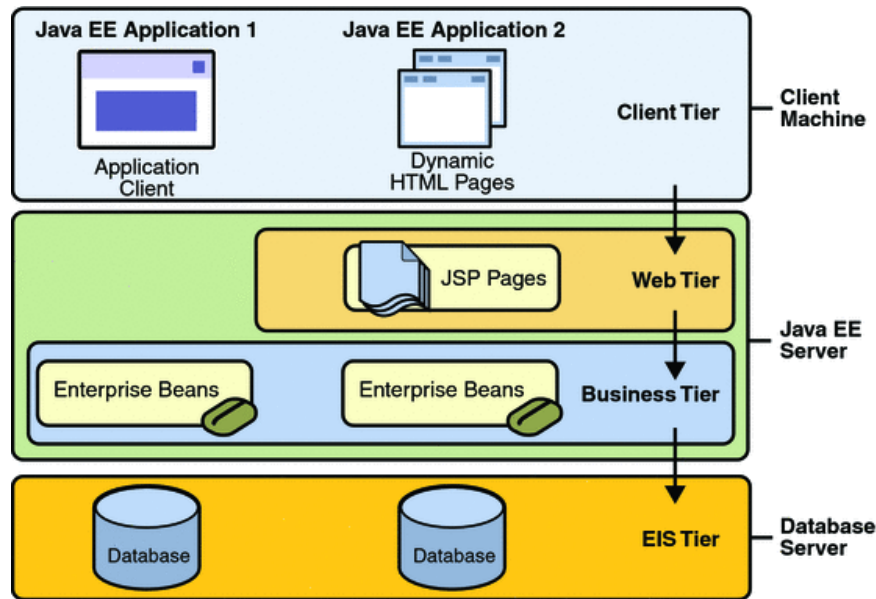 Java EE Application 1
Java EE Application 2
Application
Client
Dynamic
HTML Pages
Client Tier
Client
Machine
JSP Pages
Web Tier
Java EE
Server
Enterprise Beans
Enterprise Beans
Business Tier
Database
Database
EIS Tier
Database
Server